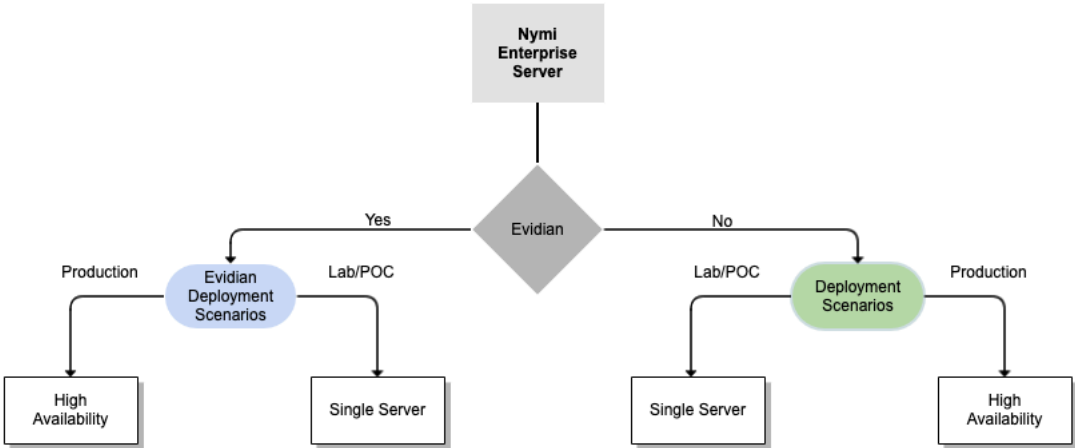 Nymi
Enterprise
Server
Evidian
Yes
No
Production
Evidian
Deployment
Scenarios
Lab/POC
Lab/POC
Deployment
Scenarios
Production
High
Availability
Single Server
Single Server
High
Availability